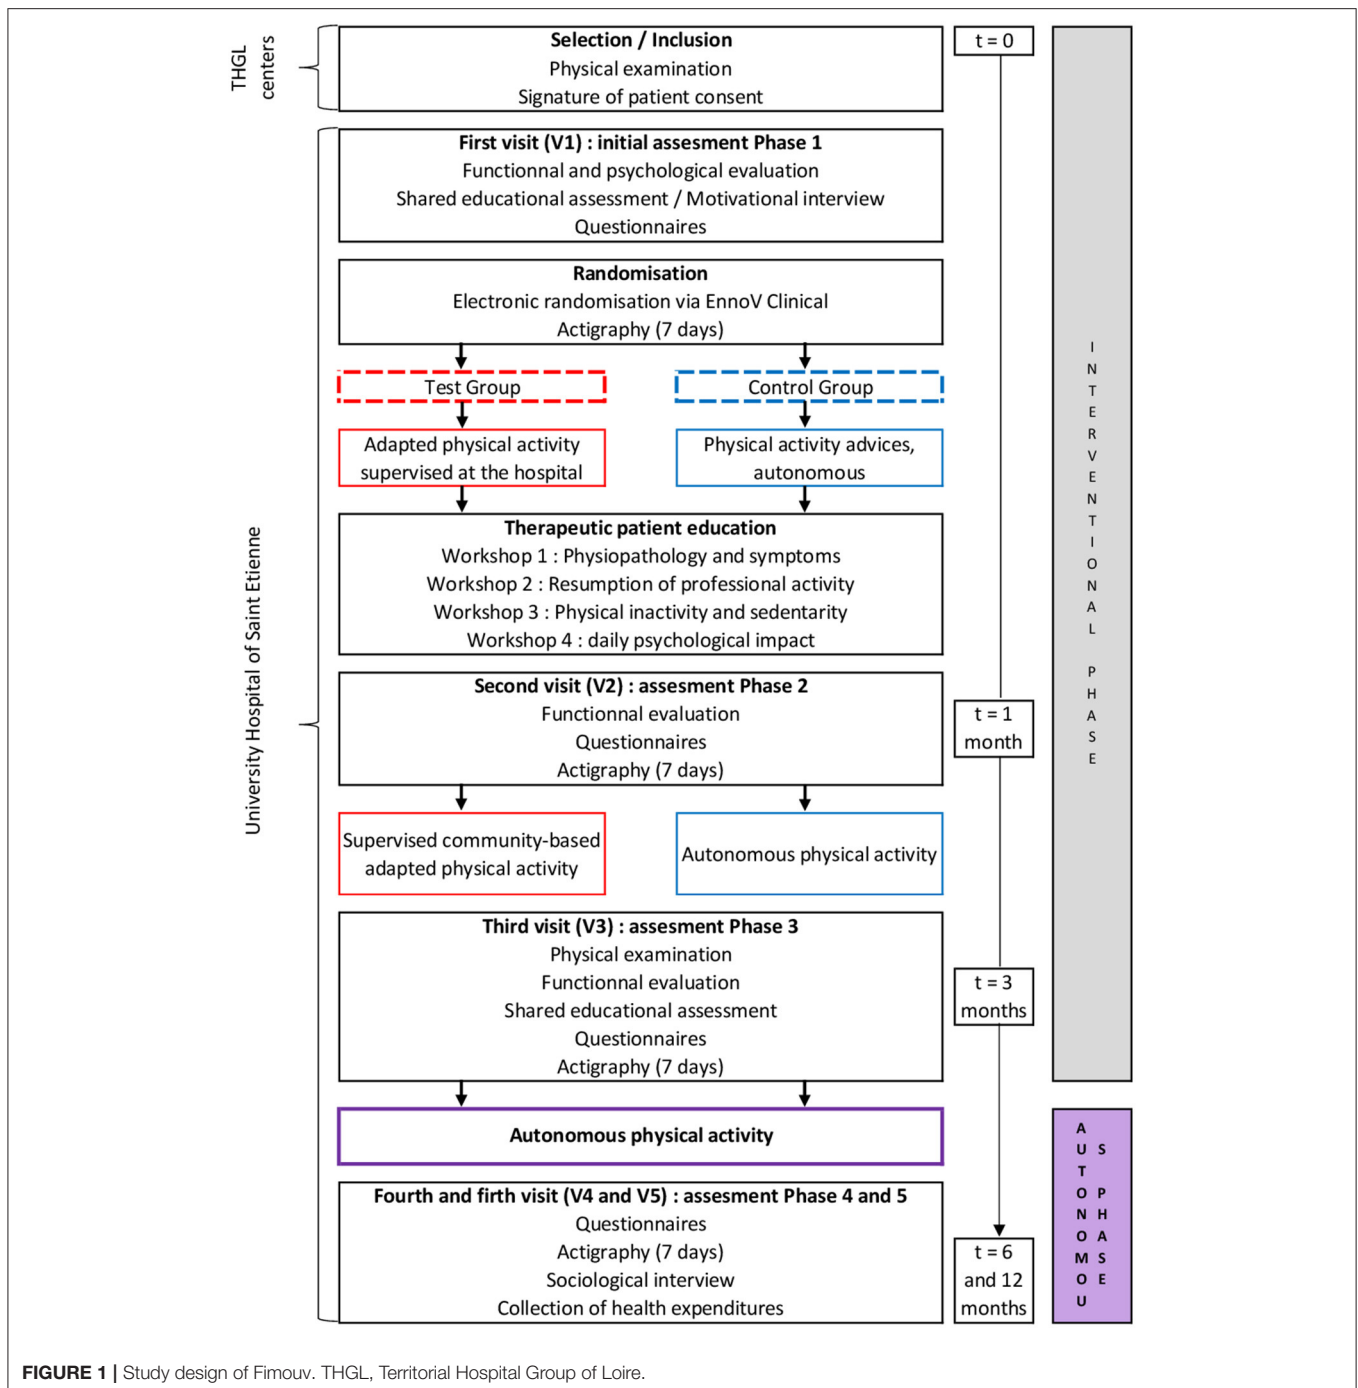 THGL
centers
Selection / Inclusion
Physical examination
Signature of patient consent
t = 0
University Hospital of Saint Etienne
First visit (V1) : initial assesment Phase 1
Functionnal and psychological evaluation
Shared educational assessment / Motivational interview
Questionnaires
Randomisation
Electronic randomisation via EnnoV Clinical
Actigraphy (7 days)
Test Group
Control Group
Adapted physical activity
supervised at the hospital
Physical activity advices,
autonomous
Therapeutic patient education
Workshop 1 : Physiopathology and symptoms
Workshop 2 : Resumption of professional activity
Workshop 3 : Physical inactivity and sedentarity
Workshop 4 : daily psychological impact
Second visit (V2) : assesment Phase 2
Functionnal evaluation
Questionnaires
Actigraphy (7 days)
t = 1
month
Supervised community-based
adapted physical activity
Autonomous physical activity
Third visit (V3) : assesment Phase 3
Physical examination
Functionnal evaluation
Shared educational assessment
Questionnaires
Actigraphy (7 days)
t = 3
months
INTERVENTIONAL PHASE
Autonomous physical activity
Fourth and firth visit (V4 and V5) : assesment Phase 4 and 5
Questionnaires
Actigraphy (7 days)
Sociological interview
Collection of health expenditures
t = 6
and 12
months
AUTONOMOU
S PHASE
FIGURE 1 | Study design of Fimouv. THGL, Territorial Hospital Group of Loire.